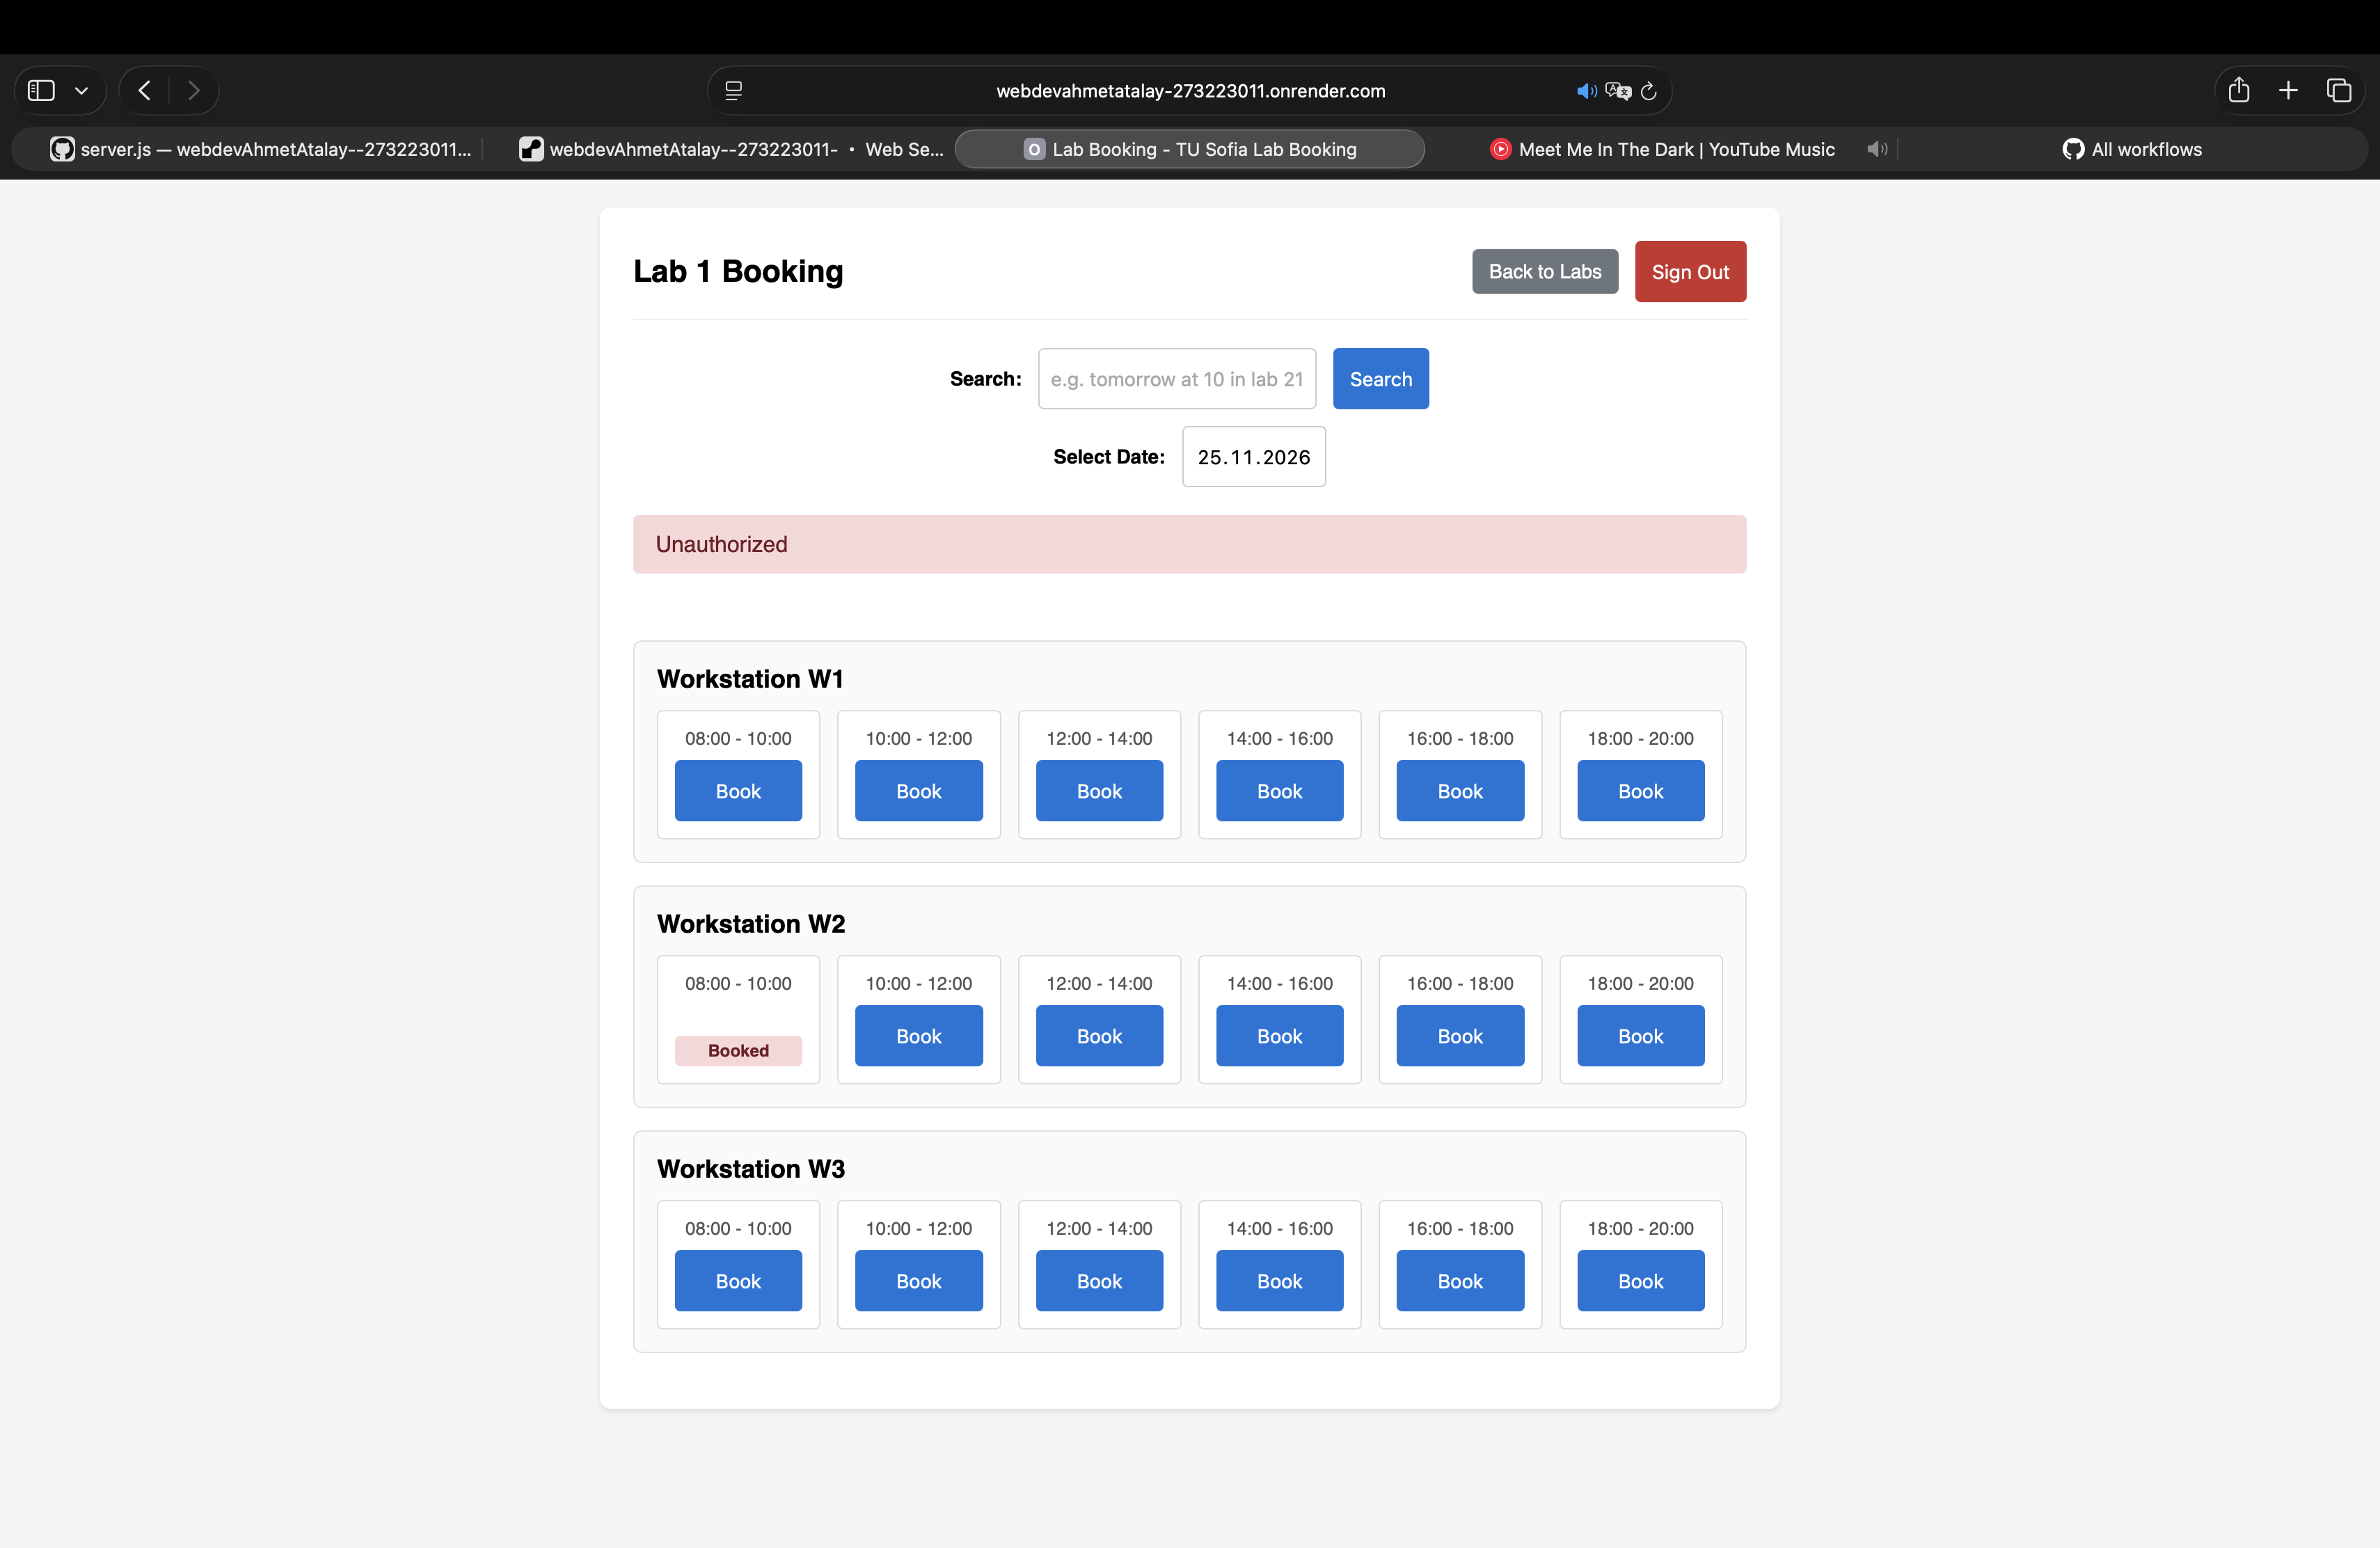 webdevahmetatalay-273223011.onrender.com
server.js — webdevAhmetAtalay--273223011...
webdevAhmetAtalay--273223011- • Web Se...
Lab Booking - TU Sofia Lab Booking
Meet Me In The Dark | YouTube Music
All workflows
Lab 1 Booking
Back to Labs
Sign Out
Search:
e.g. tomorrow at 10 in lab 21
Search
Select Date:
25.11.2026
Unauthorized
Workstation W1
08:00 - 10:00
10:00 - 12:00
12:00 - 14:00
14:00 - 16:00
16:00 - 18:00
18:00 - 20:00
Book
Book
Book
Book
Book
Book
Workstation W2
08:00 - 10:00
10:00 - 12:00
12:00 - 14:00
14:00 - 16:00
16:00 - 18:00
18:00 - 20:00
Booked
Book
Book
Book
Book
Book
Workstation W3
08:00 - 10:00
10:00 - 12:00
12:00 - 14:00
14:00 - 16:00
16:00 - 18:00
18:00 - 20:00
Book
Book
Book
Book
Book
Book